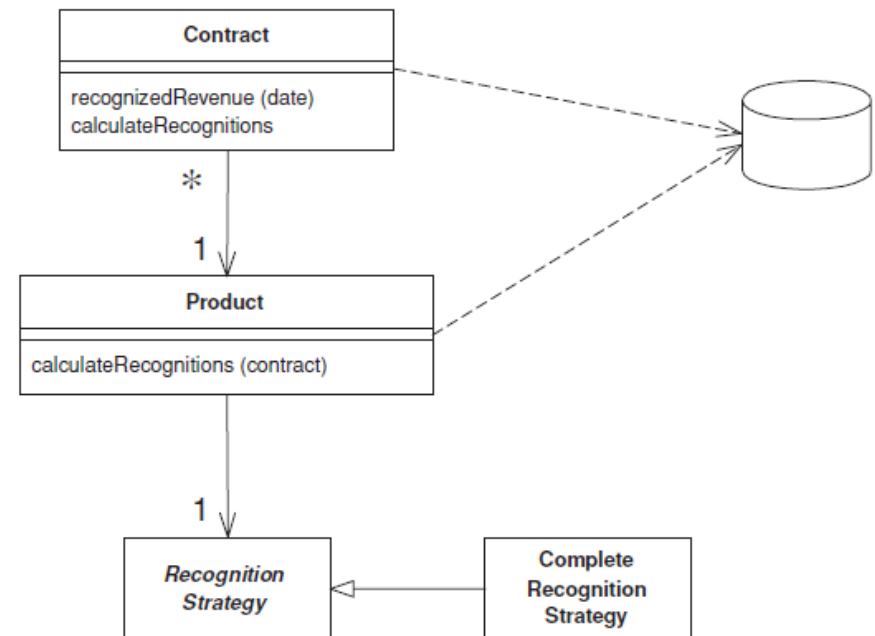 Contract
recognizedRevenue (date)
calculateRecognitions
*
1
Product
calculateRecognitions (contract)
1
Recognition
Strategy
Complete
Recognition
Strategy